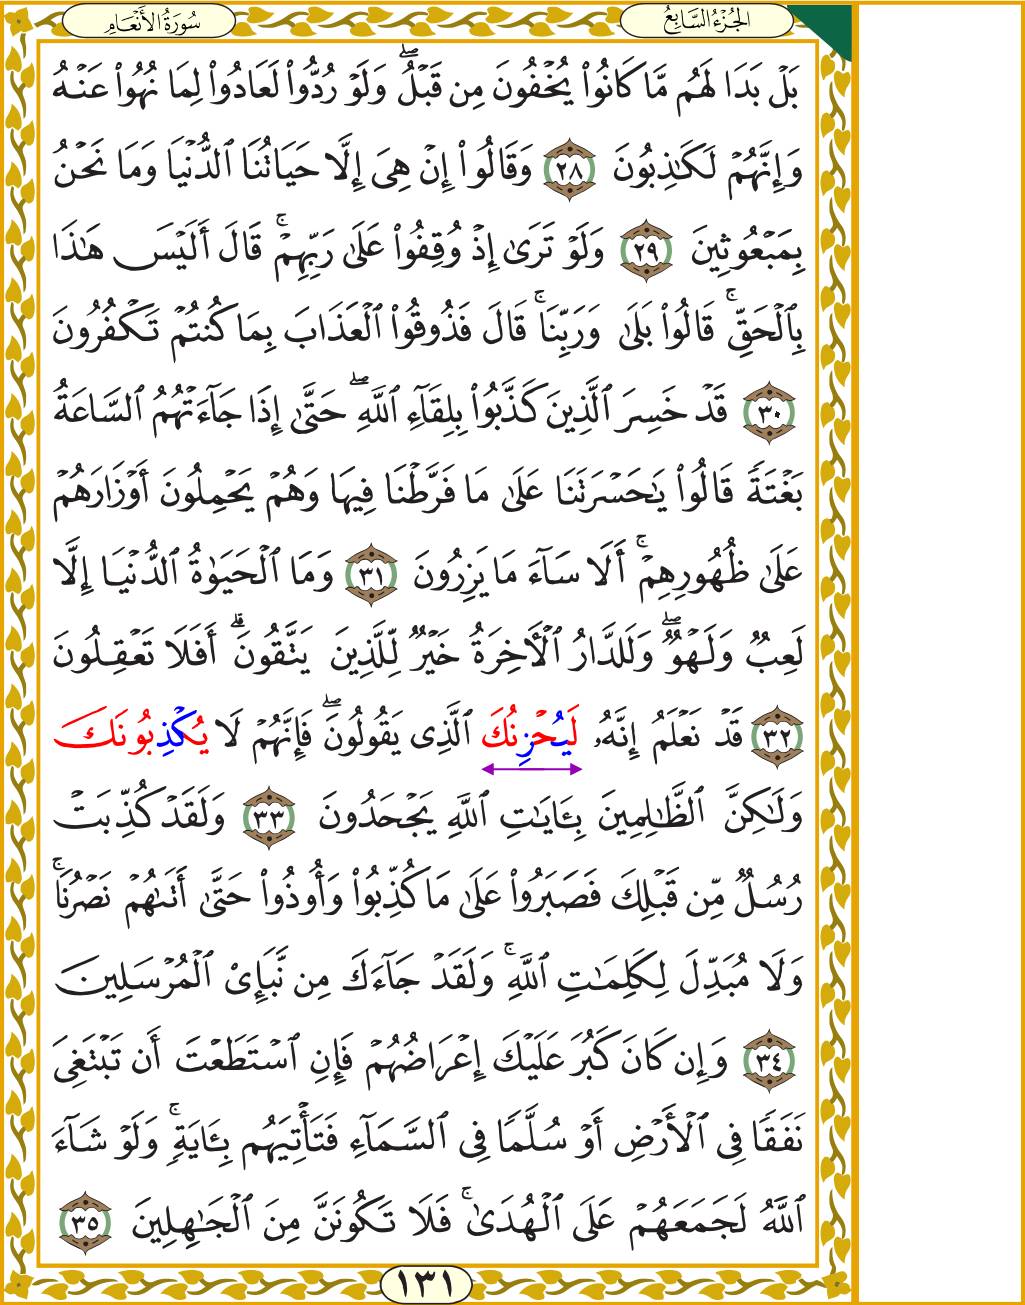 الجُزْءُ السَّابِعُ
سُورَةُ الأَنْعَامِ
بَلْ بَدَا لَهُم مَّا كَانُوا۟ يُخْفُونَ مِن قَبْلُ ۖ وَلَوْ رُدُّوا۟ لَعَادُوا۟ لِمَا نُهُوا۟ عَنْهُ
وَإِنَّهُمْ لَكَـٰذِبُونَ ٢٨ وَقَالُوٓا۟ إِنْ هِىَ إِلَّا حَيَاتُنَا ٱلدُّنْيَا وَمَا نَحْنُ
بِمَبْعُوثِينَ ٢٩ وَلَوْ تَرَىٰ إِذْ وُقِفُوا۟ عَلَىٰ رَبِّهِمْ ۚ قَالَ أَلَيْسَ هَـٰذَا
بِٱلْحَقِّ ۚ قَالُوا۟ بَلَىٰ وَرَبِّنَا ۚ قَالَ فَذُوقُوا۟ ٱلْعَذَابَ بِمَا كُنتُمْ تَكْفُرُونَ
٣٠ قَدْ خَسِرَ ٱلَّذِينَ كَذَّبُوا۟ بِلِقَآءِ ٱللَّهِ ۖ حَتَّىٰٓ إِذَا جَآءَتْهُمُ ٱلسَّاعَةُ
بَغْتَةً قَالُوا۟ يَـٰحَسْرَتَنَا عَلَىٰ مَا فَرَّطْنَا فِيهَا وَهُمْ يَحْمِلُونَ أَوْزَارَهُمْ
عَلَىٰ ظُهُورِهِمْ ۚ أَلَا سَآءَ مَا يَزِرُونَ ٣١ وَمَا ٱلْحَيَوٰةُ ٱلدُّنْيَآ إِلَّا
لَعِبٌ وَلَهْوٌ ۖ وَلَلدَّارُ ٱلْـَٔاخِرَةُ خَيْرٌ لِّلَّذِينَ يَتَّقُونَ ۗ أَفَلَا تَعْقِلُونَ
٣٢ قَدْ نَعْلَمُ إِنَّهُۥ لَيُحْزِنُكَ ٱلَّذِى يَقُولُونَ ۖ فَإِنَّهُمْ لَا يُكْذِبُونَكَ
وَلَـٰكِنَّ ٱلظَّـٰلِمِينَ بِـَٔايَـٰتِ ٱللَّهِ يَجْحَدُونَ ٣٣ وَلَقَدْ كُذِّبَتْ
رُسُلٌ مِّن قَبْلِكَ فَصَبَرُوا۟ عَلَىٰ مَا كُذِّبُوا۟ وَأُوذُوا۟ حَتَّىٰٓ أَتَىٰهُمْ نَصْرُنَا ۚ
وَلَا مُبَدِّلَ لِكَلِمَـٰتِ ٱللَّهِ ۚ وَلَقَدْ جَآءَكَ مِن نَّبَإِى۟ ٱلْمُرْسَلِينَ
٣٤ وَإِن كَانَ كَبُرَ عَلَيْكَ إِعْرَاضُهُمْ فَإِنِ ٱسْتَطَعْتَ أَن تَبْتَغِىَ
نَفَقًا فِى ٱلْأَرْضِ أَوْ سُلَّمًا فِى ٱلسَّمَآءِ فَتَأْتِيَهُم بِـَٔايَةٍ ۚ وَلَوْ شَآءَ
ٱللَّهُ لَجَمَعَهُمْ عَلَى ٱلْهُدَىٰ ۚ فَلَا تَكُونَنَّ مِنَ ٱلْجَـٰهِلِينَ ٣٥
١٣١